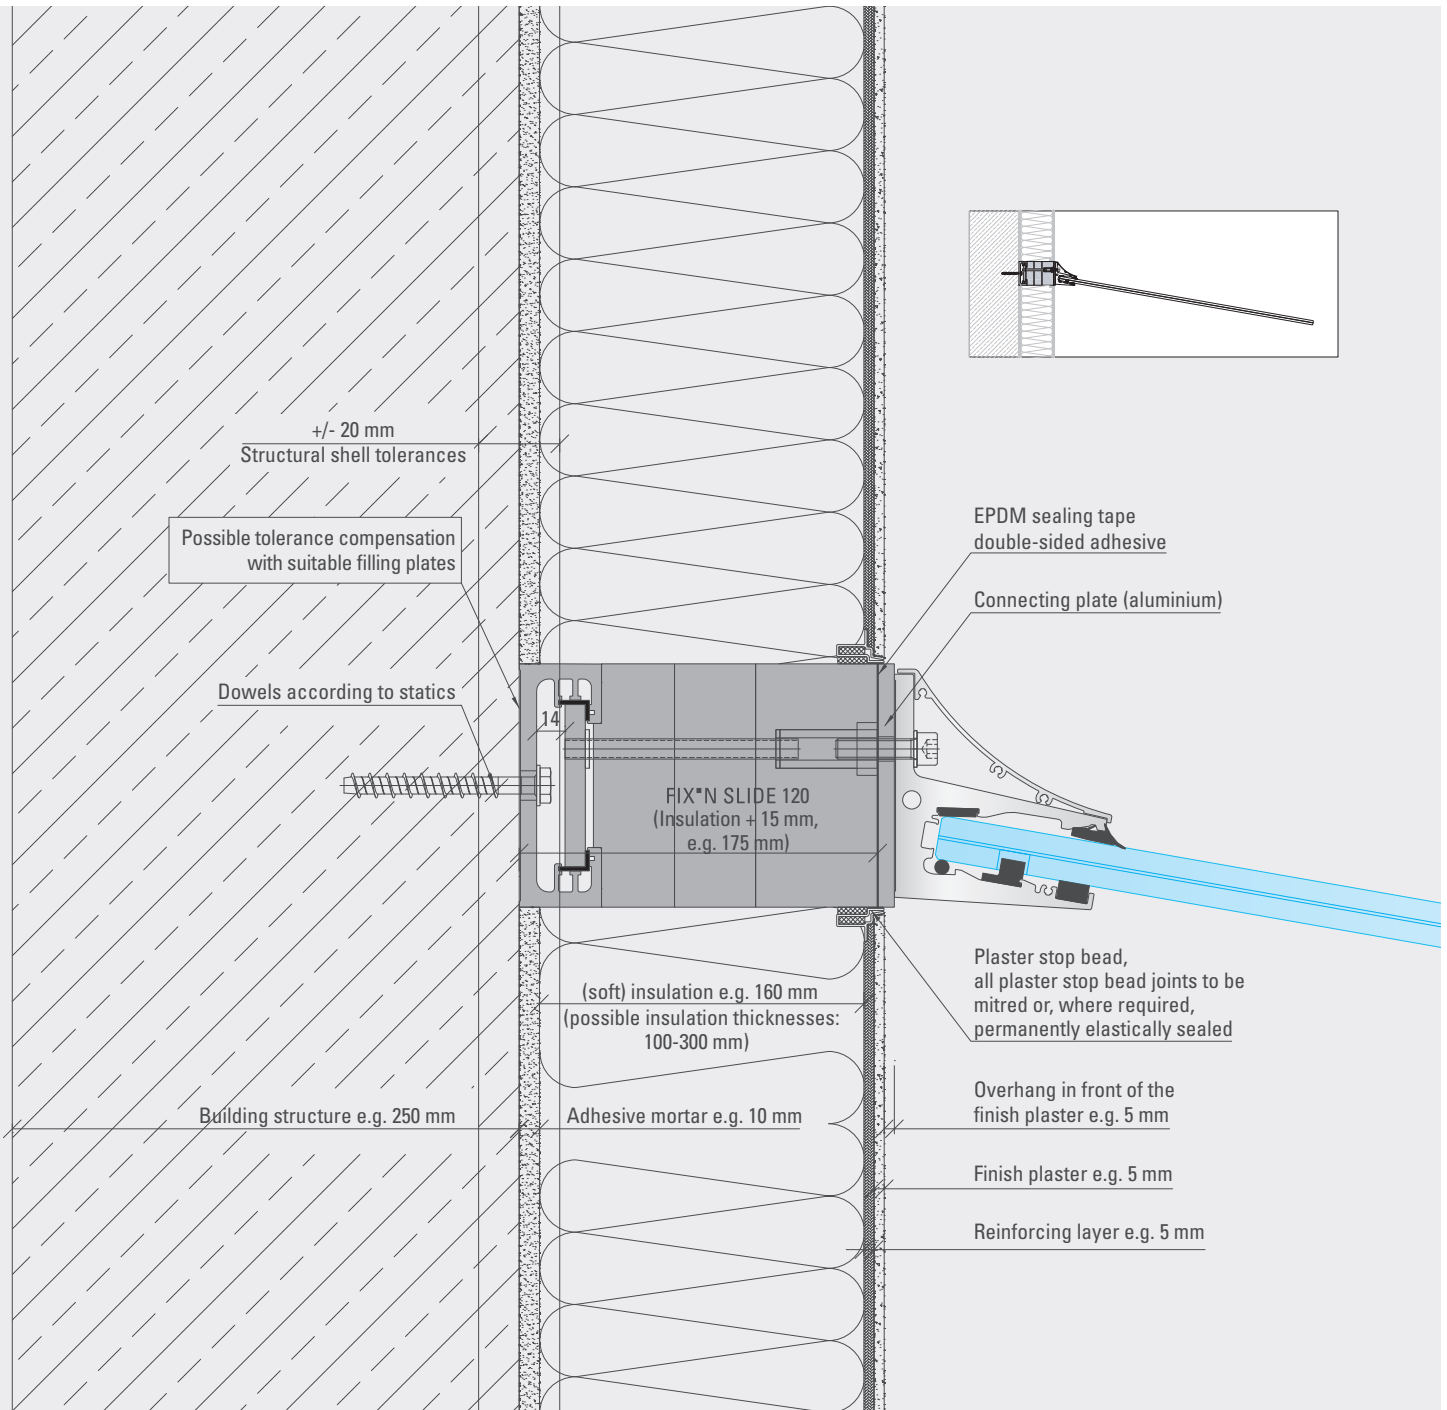 +/- 20 mm
Structural shell tolerances
Possible tolerance compensation
with suitable filling plates
Dowels according to statics
14
FIX"N SLIDE 120
(Insulation + 15 mm,
e.g. 175 mm)
EPDM sealing tape
double-sided adhesive
Connecting plate (aluminium)
(soft) insulation e.g. 160 mm
(possible insulation thicknesses:
100-300 mm)
Plaster stop bead,
all plaster stop bead joints to be
mitred or, where required,
permanently elastically sealed
Building structure e.g. 250 mm
Adhesive mortar e.g. 10 mm
Overhang in front of the
finish plaster e.g. 5 mm
Finish plaster e.g. 5 mm
Reinforcing layer e.g. 5 mm